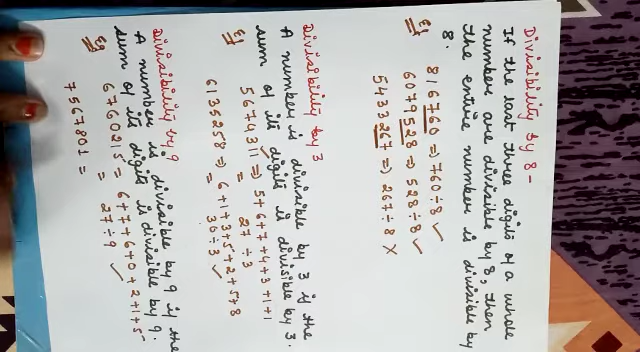 Divisibility by 8 -
If the last three digits of a whole
number are divisible by 8, then
the entire number is divisible by
8.
Eg 816760 ⇒ 760÷8 ✓
6079528 ⇒ 528÷8 ✓
5433267 ⇒ 267÷8 ×
Divisibility by 3
A number is divisible by 3 if the
sum of its digits is divisible by 3.
Eg 5674311 ⇒ 5+6+7+4+3+1+1
= 27÷3 ✓
6135258 ⇒ 6+1+3+5+2+5+8
= 36÷3 ✓
Divisibility by 9
A number is divisible by 9 if the
sum of its digits is divisible by 9.
Eg 6760215 = 6+7+6+0+2+1+5-
= 27÷9 ✓
7567801 =